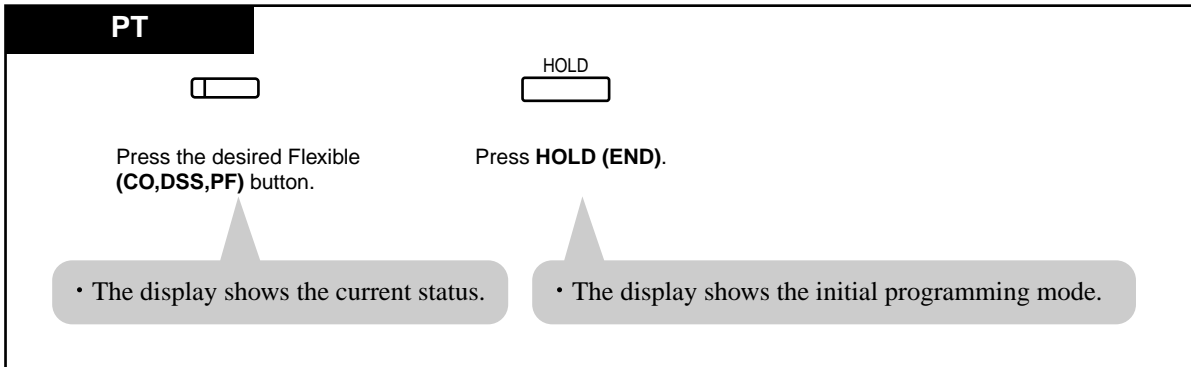 PT
HOLD
Press the desired Flexible
(CO,DSS,PF) button.
Press HOLD (END).
・The display shows the current status.
・The display shows the initial programming mode.